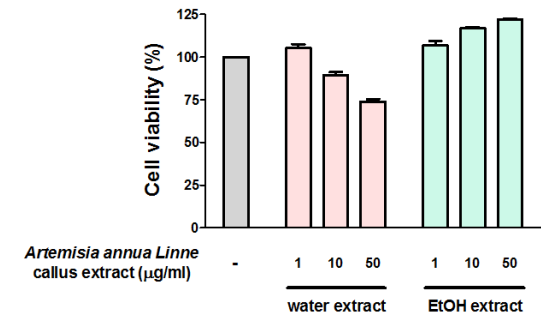 Cell viability (%)
125
100
75
50
25
0
Artemisia annua Linne
callus extract (μg/ml)
- 1 10 50 1 10 50
water extract EtOH extract